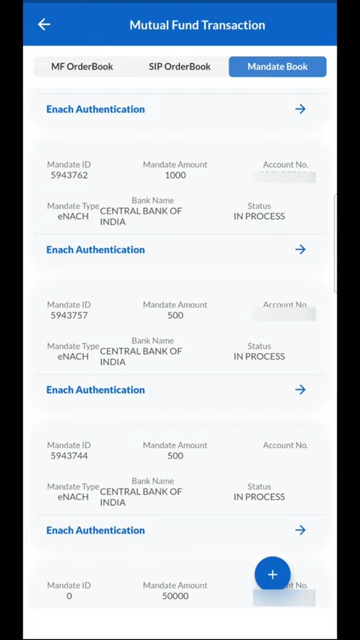 Mutual Fund Transaction
MF OrderBook SIP OrderBook Mandate Book
Enach Authentication
Mandate ID Mandate Amount Account No.
5943762 1000
Mandate Type Bank Name Status
eNACH CENTRAL BANK OF INDIA IN PROCESS
Enach Authentication
Mandate ID Mandate Amount Account No.
5943757 500
Mandate Type Bank Name Status
eNACH CENTRAL BANK OF INDIA IN PROCESS
Enach Authentication
Mandate ID Mandate Amount Account No.
5943744 500
Mandate Type Bank Name Status
eNACH CENTRAL BANK OF INDIA IN PROCESS
Enach Authentication
Mandate ID Mandate Amount nt No.
0 50000